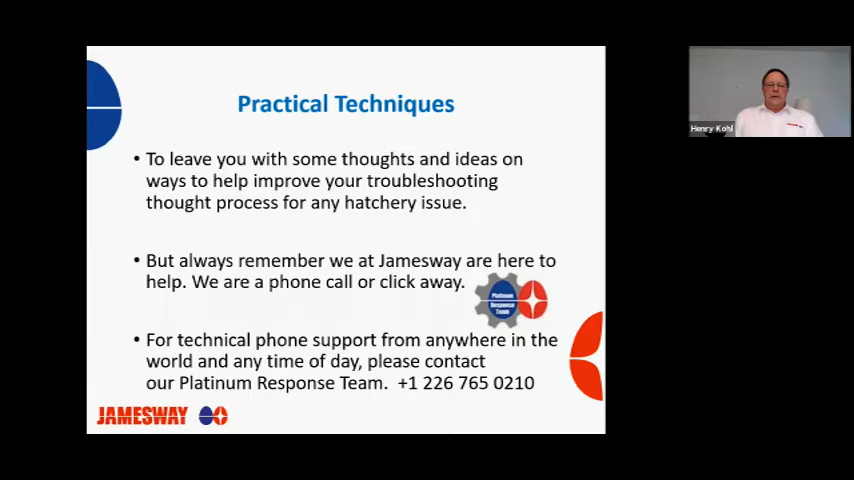 Practical Techniques
• To leave you with some thoughts and ideas on
ways to help improve your troubleshooting
thought process for any hatchery issue.
• But always remember we at Jamesway are here to
help. We are a phone call or click away.
Platinum
Response
Team
• For technical phone support from anywhere in the
world and any time of day, please contact
our Platinum Response Team. +1 226 765 0210
JAMESWAY
Henry Kohl